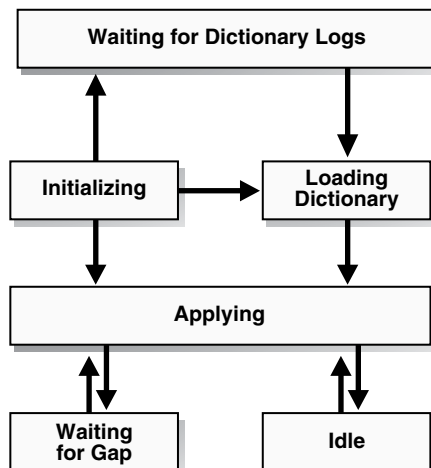 Waiting for Dictionary Logs
Initializing
Loading
Dictionary
Applying
Waiting
for Gap
Idle